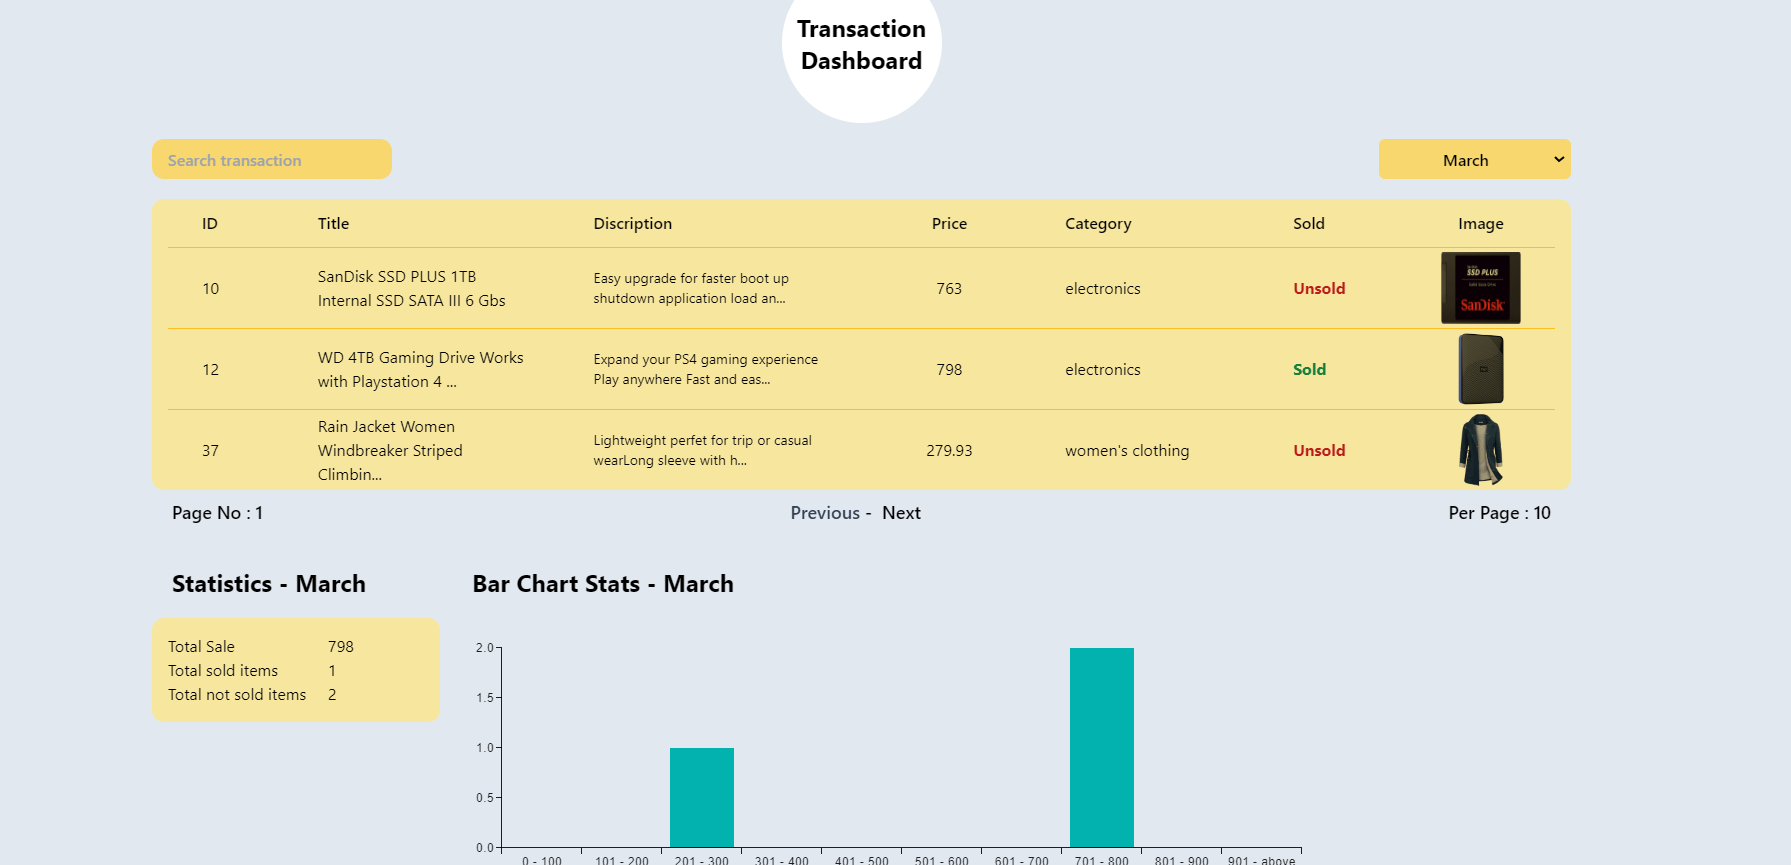 Transaction
Dashboard
Search transaction
March
ID Title Discription Price Category Sold Image
10
SanDisk SSD PLUS 1TB
Internal SSD SATA III 6 Gbs
Easy upgrade for faster boot up
shutdown application load an...
763
electronics
Unsold
SSD PLUS
SanDisk
12
WD 4TB Gaming Drive Works
with Playstation 4 ...
Expand your PS4 gaming experience
Play anywhere Fast and eas...
798
electronics
Sold
37
Rain Jacket Women
Windbreaker Striped
Climbin...
Lightweight perfet for trip or casual
wearLong sleeve with h...
279.93
women's clothing
Unsold
Page No : 1
Previous - Next
Per Page : 10
Statistics - March
Total Sale 798
Total sold items 1
Total not sold items 2
Bar Chart Stats - March
2.0
1.5
1.0
0.5
0.0
0 - 100 101 - 200 201 - 300 301 - 400 401 - 500 501 - 600 601 - 700 701 - 800 801 - 900 901 - above